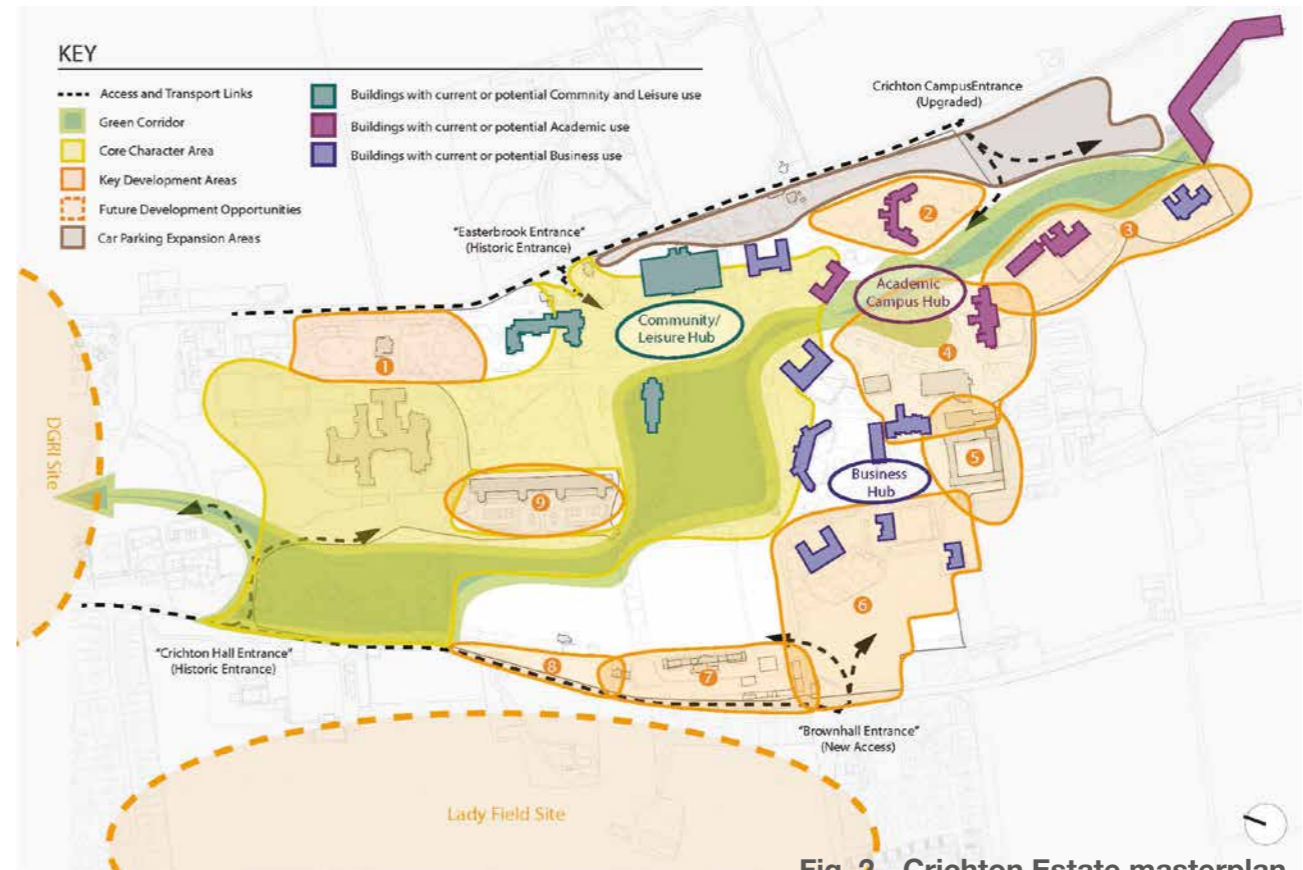 KEY
Access and Transport Links
Green Corridor
Core Character Area
Key Development Areas
Future Development Opportunities
Car Parking Expansion Areas
Buildings with current or potential Commnity and Leisure use
Buildings with current or potential Academic use
Buildings with current or potential Business use
Crichton CampusEntrance
(Upgraded)
"Easterbrook Entrance"
(Historic Entrance)
2
3
Academic
Campus Hub
Community/
Leisure Hub
1
4
DGRI Site
5
Business
Hub
9
6
"Crichton Hall Entrance"
(Historic Entrance)
8
7
"Brownhall Entrance"
(New Access)
Lady Field Site
Fig. 2 - Crichton Estate masterplan